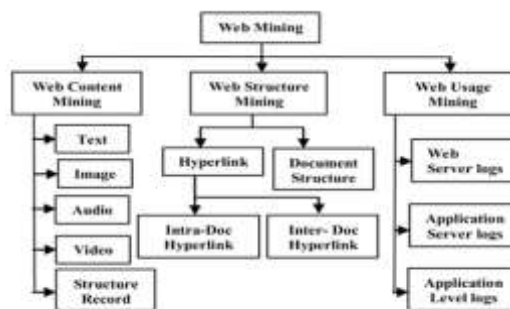 Web Mining
Web Content
Mining
Web Structure
Mining
Web Usage
Mining
Text
Image
Audio
Video
Structure
Record
Hyperlink
Document
Structure
Intra-Doc
Hyperlink
Inter- Doc
Hyperlink
Web
Server logs
Application
Server logs
Application
Level logs